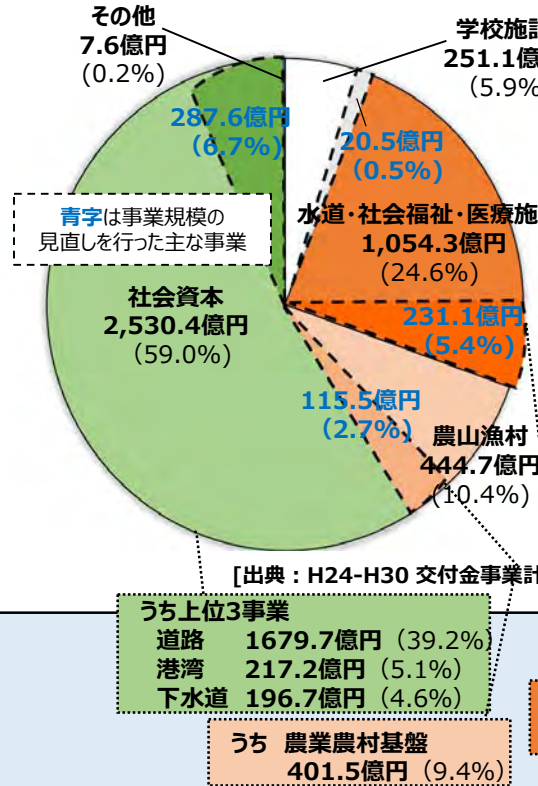 その他
7.6億円
(0.2%)
学校施設
251.1億円
(5.9%
287.6億円
(6.7%)
20.5億円
(0.5%)
青字は事業規模の
見直しを行った主な事業
水道・社会福祉・医療施
1,054.3億円
(24.6%)
社会資本
2,530.4億円
(59.0%)
231.1億円
(5.4%)
115.5億円
(2.7%)
農山漁村
444.7億円
(10.4%)
[出典:H24-H30 交付金事業計
うち上位3事業
道路 1679.7億円(39.2%)
港湾 217.2億円(5.1%)
下水道 196.7億円(4.6%)
うち 農業農村基盤
401.5億円(9.4%)